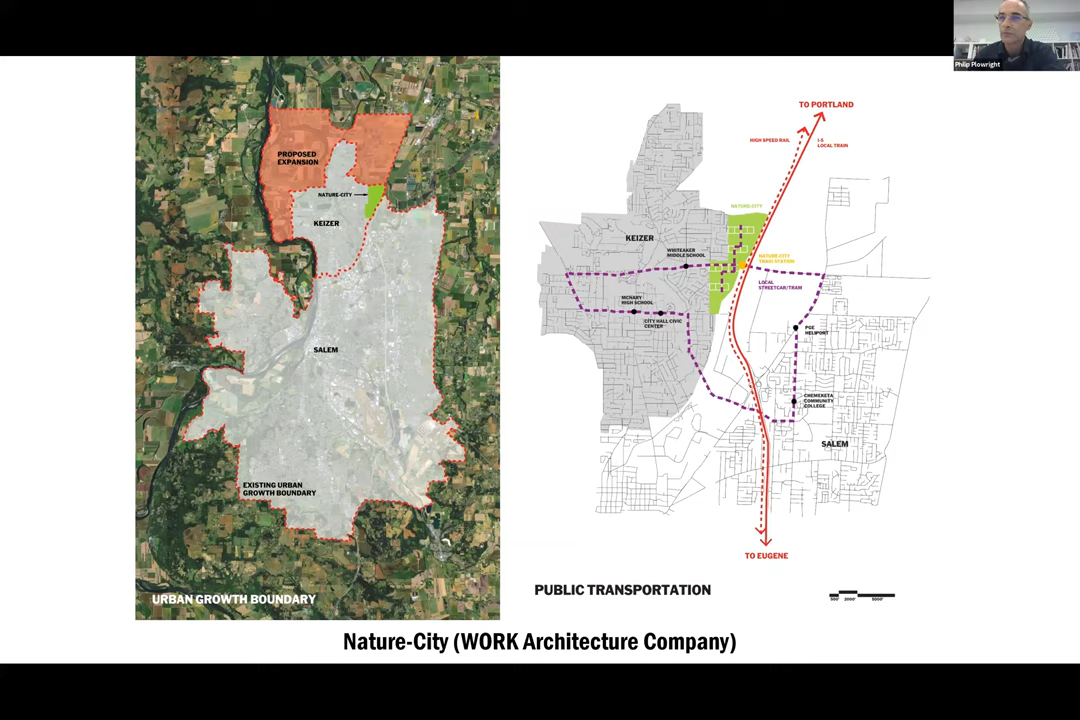 Philip Plowright
PROPOSED
EXPANSION
NATURE-CITY
KEIZER
SALEM
EXISTING URBAN
GROWTH BOUNDARY
URBAN GROWTH BOUNDARY
TO PORTLAND
HIGH SPEED RAIL
I-5
LOCAL TRAIN
NATURE-CITY
KEIZER
WHITEAKER
MIDDLE SCHOOL
NATURE-CITY
TRAIN STATION
LOCAL
STREETCAR/TRAM
MCNARY
HIGH SCHOOL
CITY HALL CIVIC
CENTER
PGE
HELIPORT
CHEMEKETA
COMMUNITY
COLLEGE
SALEM
TO EUGENE
PUBLIC TRANSPORTATION
500' 2000' 5000'
Nature-City (WORK Architecture Company)